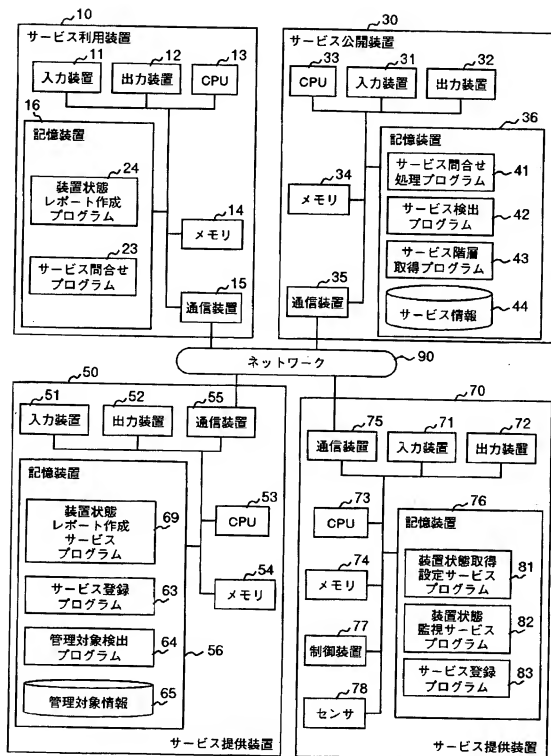 10
サービス利用装置
11
12
13
入力装置
出力装置
CPU
16
記憶装置
24
装置状態
レポート作成
プログラム
23
サービス問合せ
プログラム
14
メモリ
15
通信装置
30
サービス公開装置
33
31
32
CPU
入力装置
出力装置
36
記憶装置
サービス問合せ
処理プログラム
41
サービス検出
プログラム
42
サービス階層
取得プログラム
43
サービス情報
44
34
メモリ
35
通信装置
ネットワーク
90
50
51
52
55
入力装置
出力装置
通信装置
記憶装置
装置状態
レポート作成
サービス
プログラム
69
サービス登録
プログラム
63
管理対象検出
プログラム
64
管理対象情報
65
56
53
CPU
54
メモリ
サービス提供装置
70
75
71
72
通信装置
入力装置
出力装置
73
CPU
74
メモリ
77
制御装置
78
センサ
76
記憶装置
装置状態取得
設定サービス
プログラム
81
装置状態
監視サービス
プログラム
82
サービス登録
プログラム
83
サービス提供装置